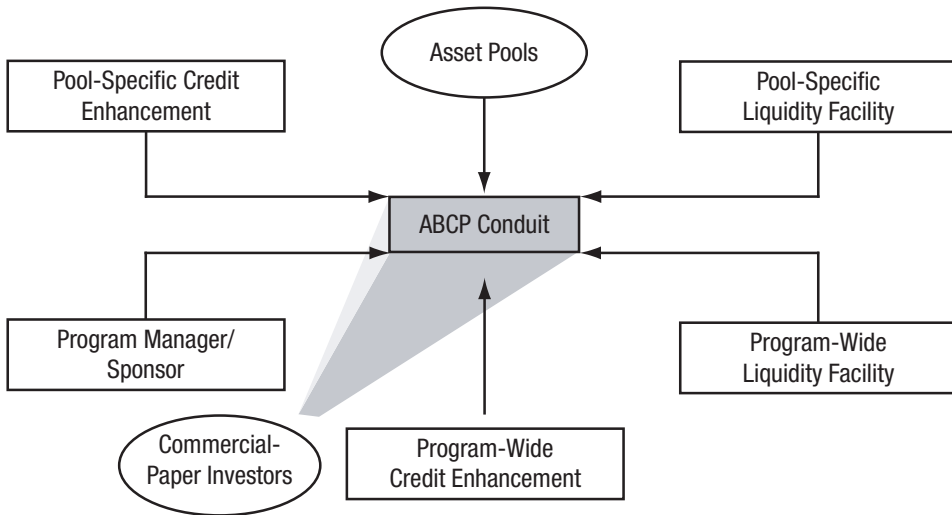 Asset Pools
Pool-Specific Credit
Enhancement
Pool-Specific
Liquidity Facility
ABCP Conduit
Program Manager/
Sponsor
Program-Wide
Liquidity Facility
Commercial-
Paper Investors
Program-Wide
Credit Enhancement